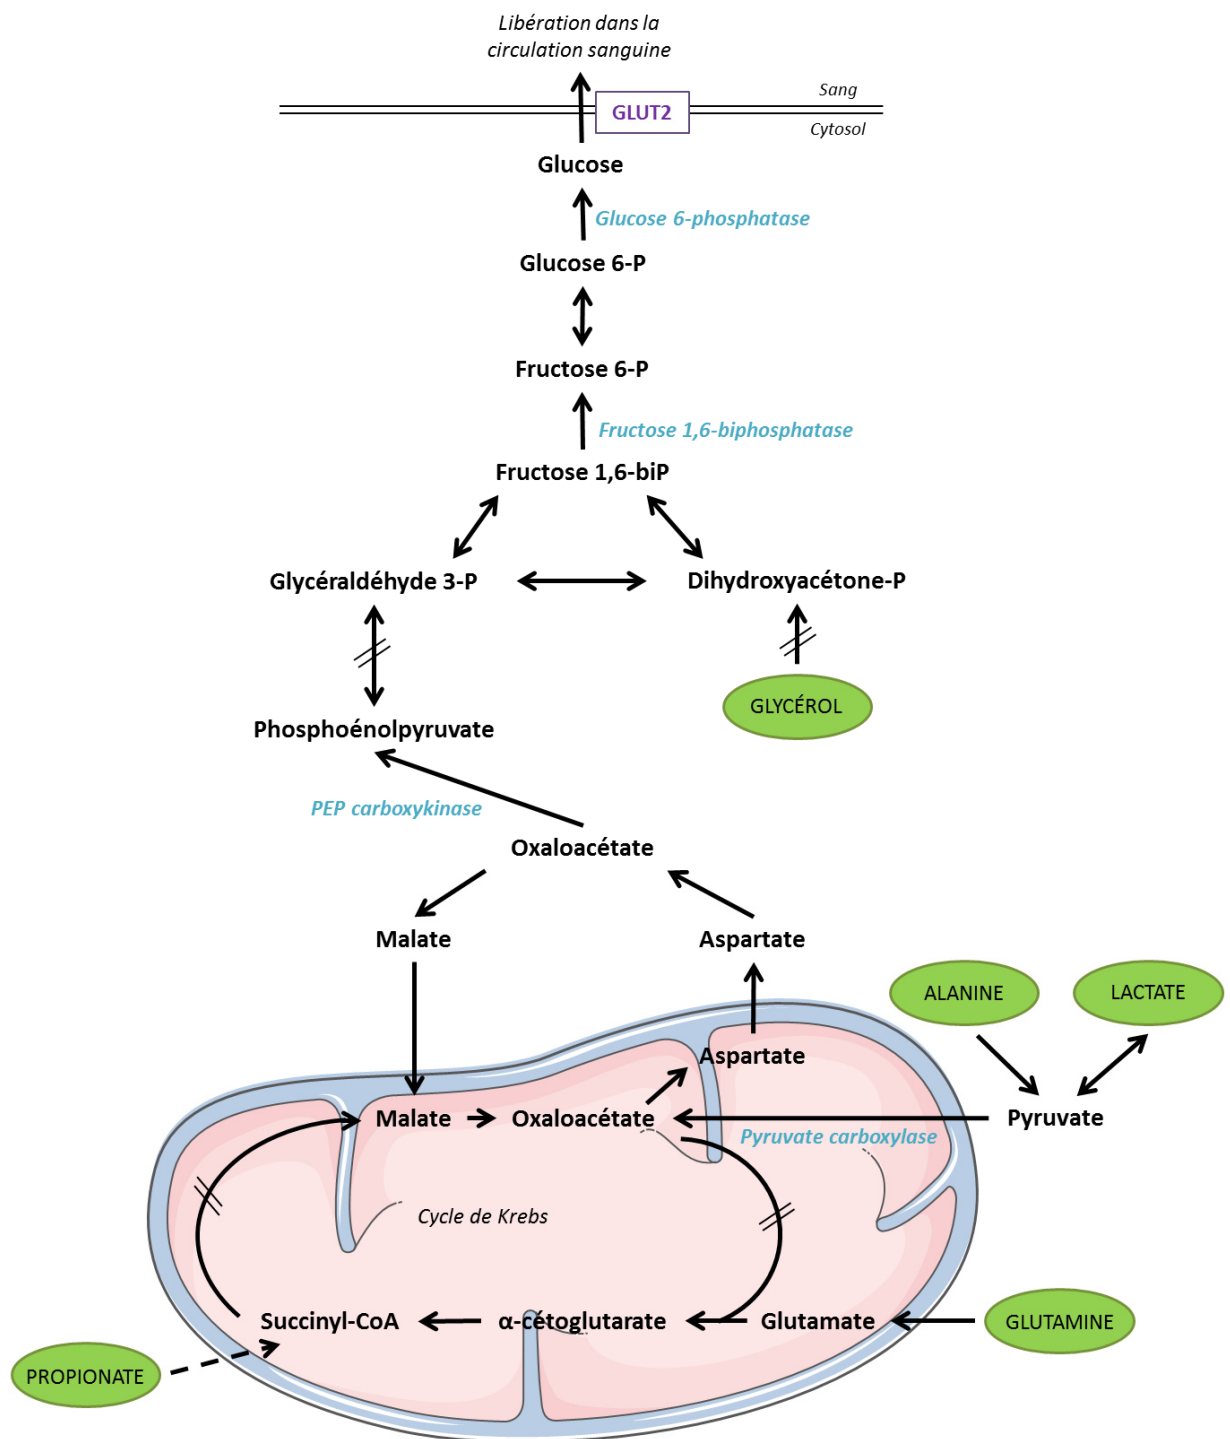 Libération dans la
circulation sanguine
Sang
GLUT2
Cytosol
Glucose
Glucose 6-phosphatase
Glucose 6-P
Fructose 6-P
Fructose 1,6-biphosphatase
Fructose 1,6-biP
Glycéraldéhyde 3-P
Dihydroxyacétone-P
GLYCÉROL
Phosphoénolpyruvate
PEP carboxykinase
Oxaloacétate
Malate
Aspartate
ALANINE
LACTATE
Aspartate
Malate
Oxaloacétate
Pyruvate
Pyruvate carboxylase
Cycle de Krebs
Succinyl-CoA
α-cétoglutarate
Glutamate
GLUTAMINE
PROPIONATE